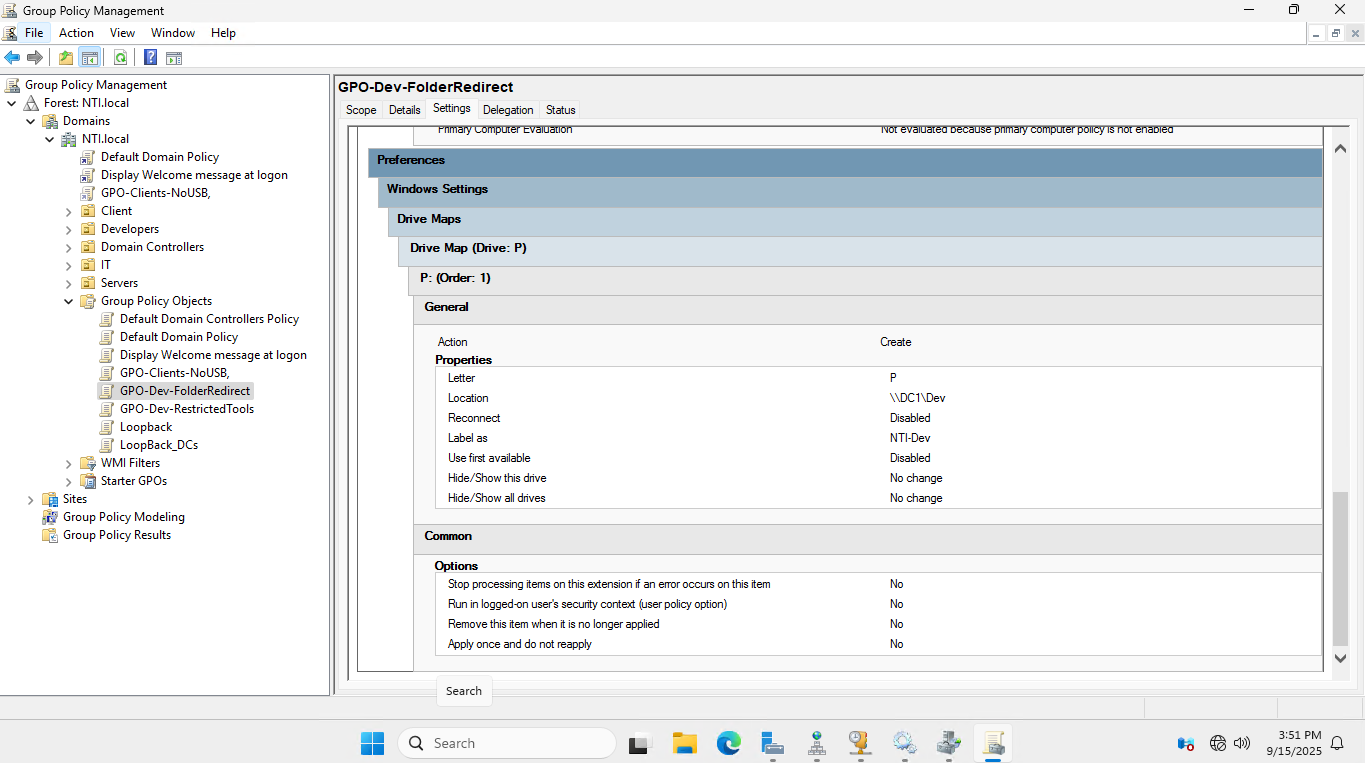 Group Policy Management
File Action View Window Help
Group Policy Management
Forest: NTI.local
Domains
NTI.local
Default Domain Policy
Display Welcome message at logon
GPO-Clients-NoUSB,
Client
Developers
Domain Controllers
IT
Servers
Group Policy Objects
Default Domain Controllers Policy
Default Domain Policy
Display Welcome message at logon
GPO-Clients-NoUSB,
GPO-Dev-FolderRedirect
GPO-Dev-RestrictedTools
Loopback
LoopBack_DCs
WMI Filters
Starter GPOs
Sites
Group Policy Modeling
Group Policy Results
GPO-Dev-FolderRedirect
Scope Details Settings Delegation Status
Primary Computer Evaluation Not evaluated because primary computer policy is not enabled
Preferences
Windows Settings
Drive Maps
Drive Map (Drive: P)
P: (Order: 1)
General
Action Create
Properties
Letter P
Location \\DC1\Dev
Reconnect Disabled
Label as NTI-Dev
Use first available Disabled
Hide/Show this drive No change
Hide/Show all drives No change
Common
Options
Stop processing items on this extension if an error occurs on this item No
Run in logged-on user's security context (user policy option) No
Remove this item when it is no longer applied No
Apply once and do not reapply No
Search
Search
3:51 PM
9/15/2025